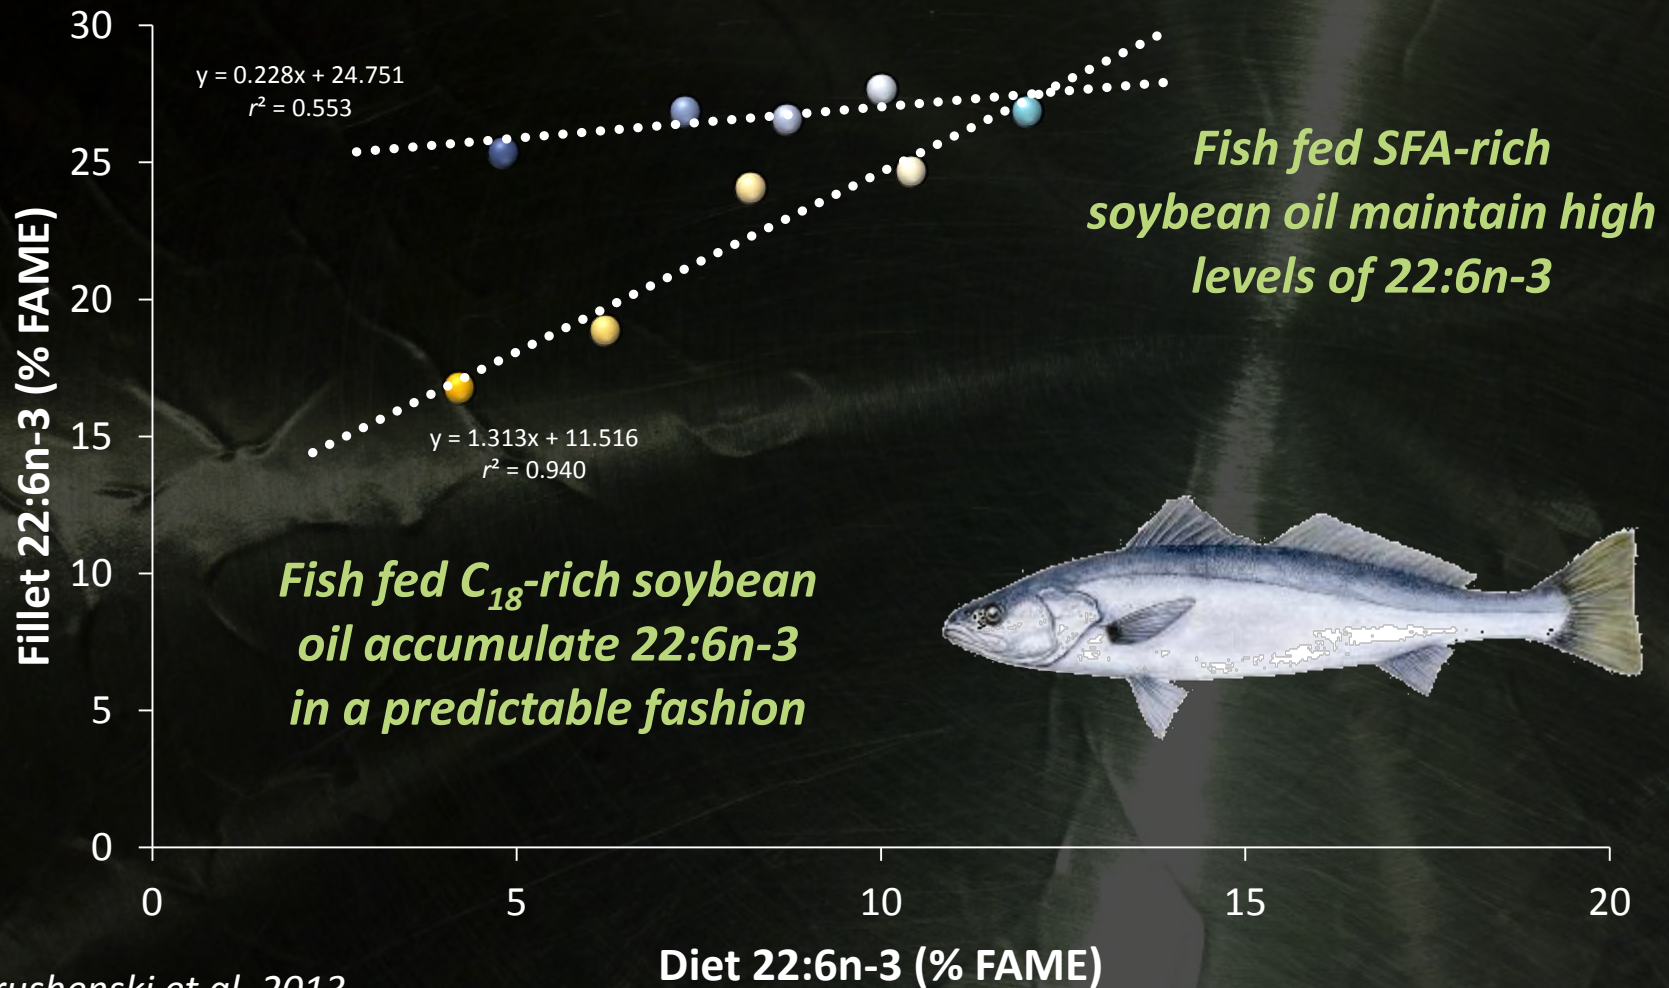 30
y = 0.228x + 24.751
r² = 0.553
25
Fish fed SFA-rich
soybean oil maintain high
levels of 22:6n-3
20
Fillet 22:6n-3 (% FAME)
15
y = 1.313x + 11.516
r² = 0.940
10
Fish fed C₁₈-rich soybean
oil accumulate 22:6n-3
in a predictable fashion
5
0
0 5 10 15 20
Diet 22:6n-3 (% FAME)
et al. 2013